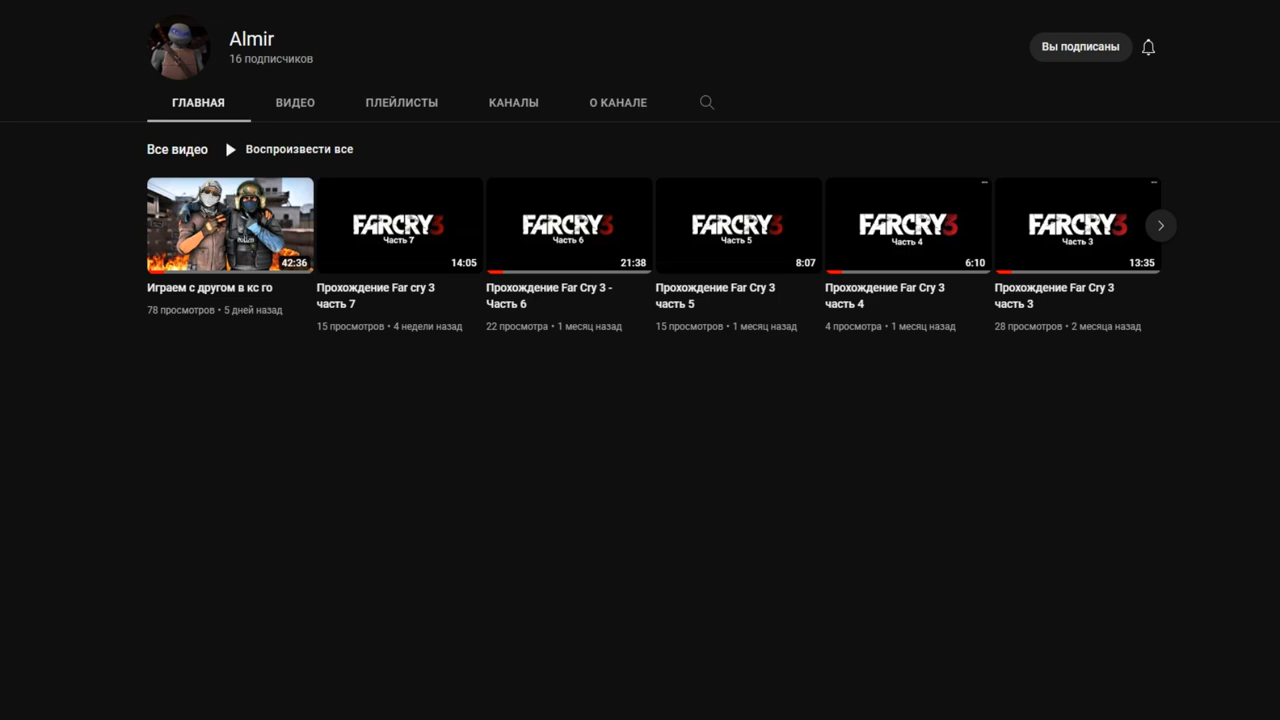 Almir
16 подписчиков
Вы подписаны
ГЛАВНАЯ ВИДЕО ПЛЕЙЛИСТЫ КАНАЛЫ О КАНАЛЕ
Все видео Воспроизвести все
POLIZEI
42:36
FARCRY3
Часть 7
14:05
FARCRY3
Часть 6
21:38
FARCRY3
Часть 5
8:07
FARCRY3
Часть 4
6:10
FARCRY3
Часть 3
13:35
Играем с другом в кс го
78 просмотров • 5 дней назад
Прохождение Far cry 3
часть 7
15 просмотров • 4 недели назад
Прохождение Far Cry 3 -
Часть 6
22 просмотра • 1 месяц назад
Прохождение Far Cry 3
часть 5
15 просмотров • 1 месяц назад
Прохождение Far Cry 3
часть 4
4 просмотра • 1 месяц назад
Прохождение Far Cry 3
часть 3
28 просмотров • 2 месяца назад